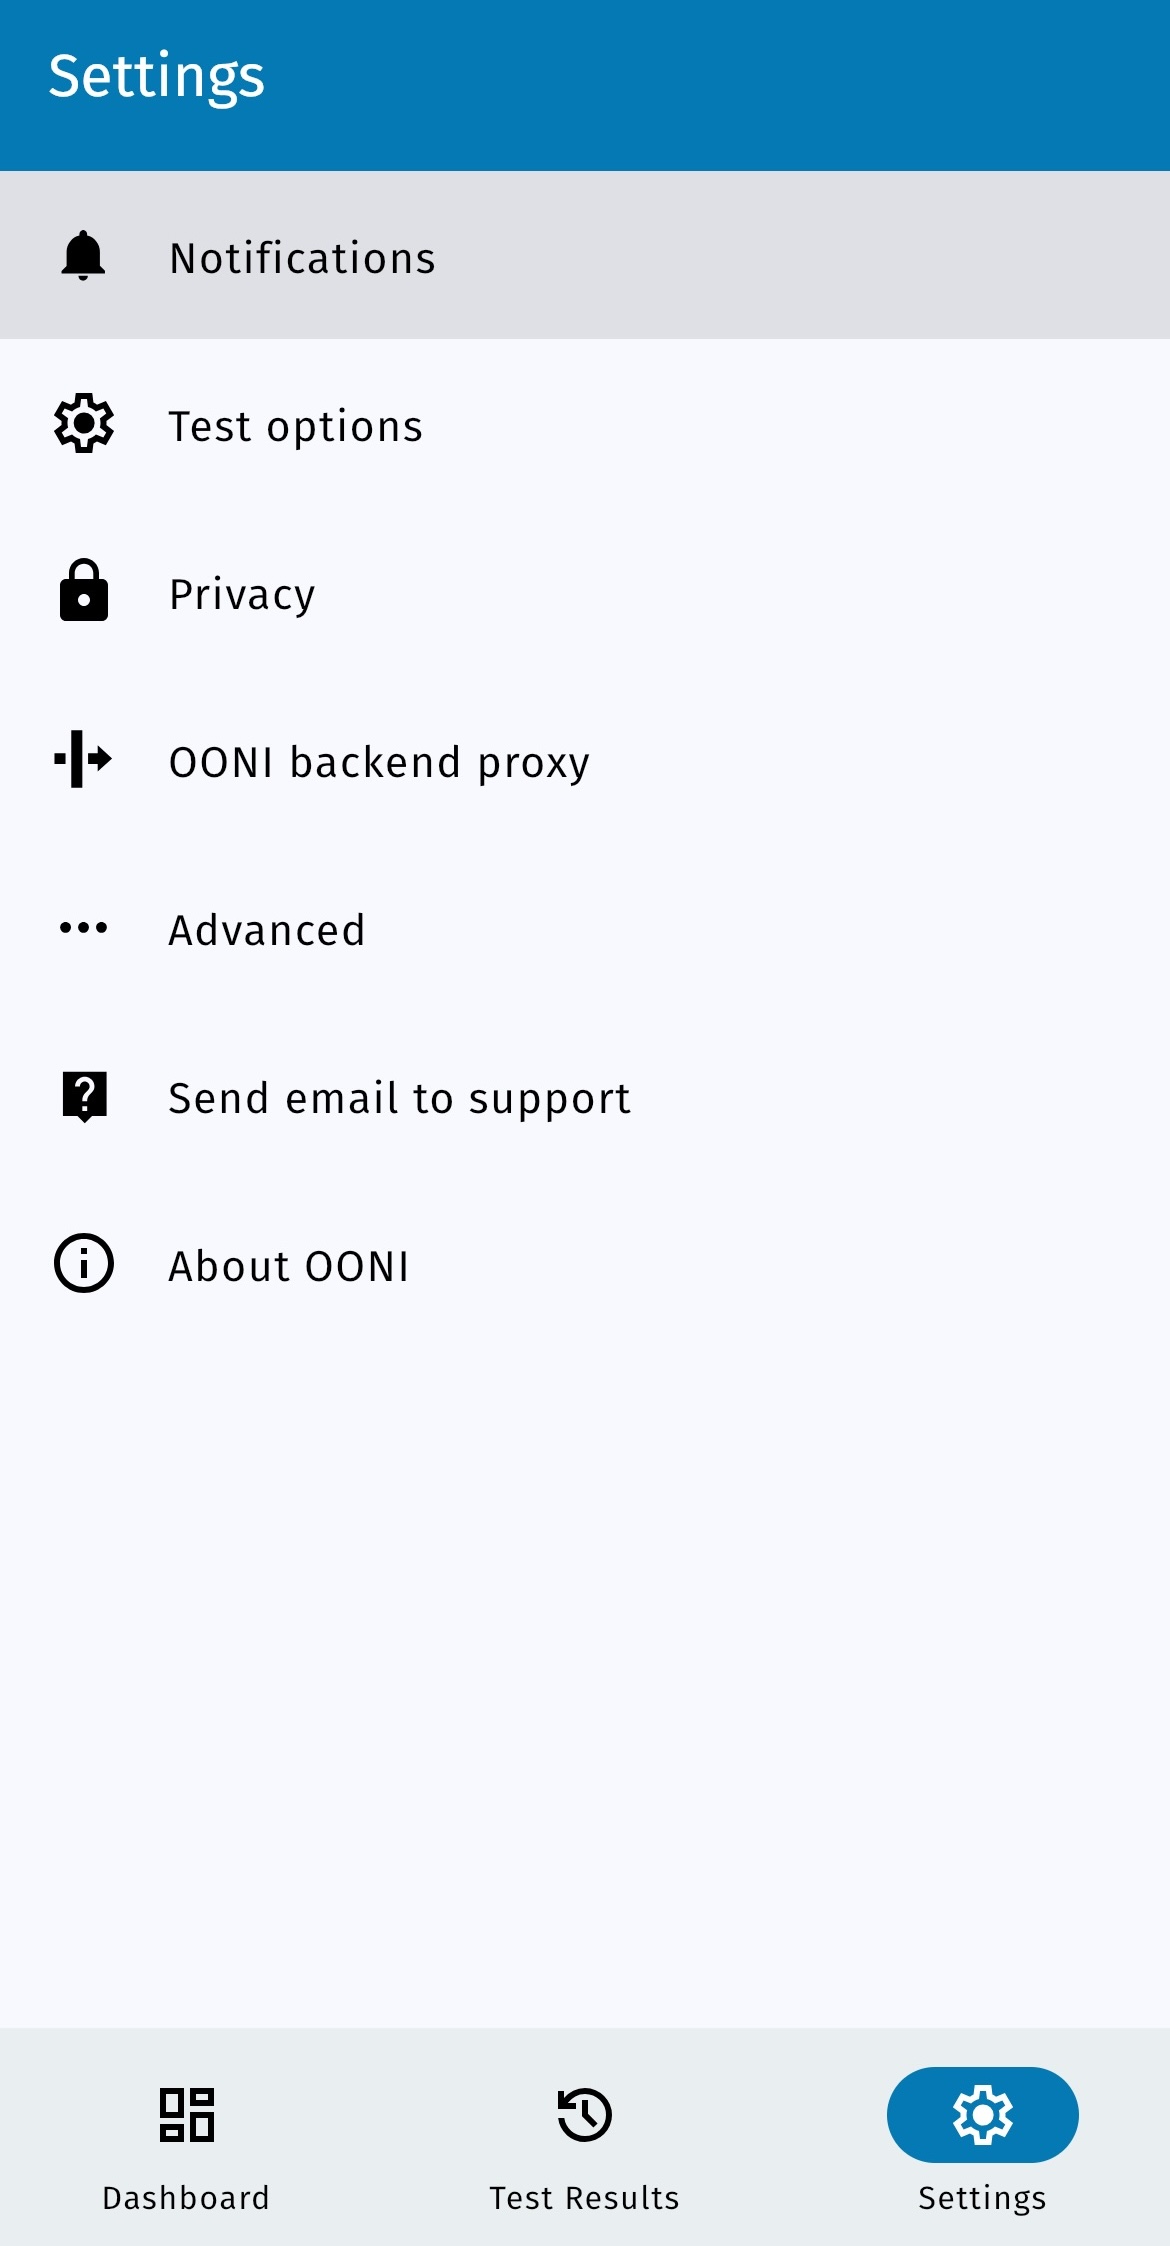 Settings
Notifications
Test options
Privacy
OONI backend proxy
Advanced
Send email to support
About OONI
Dashboard
Test Results
Settings